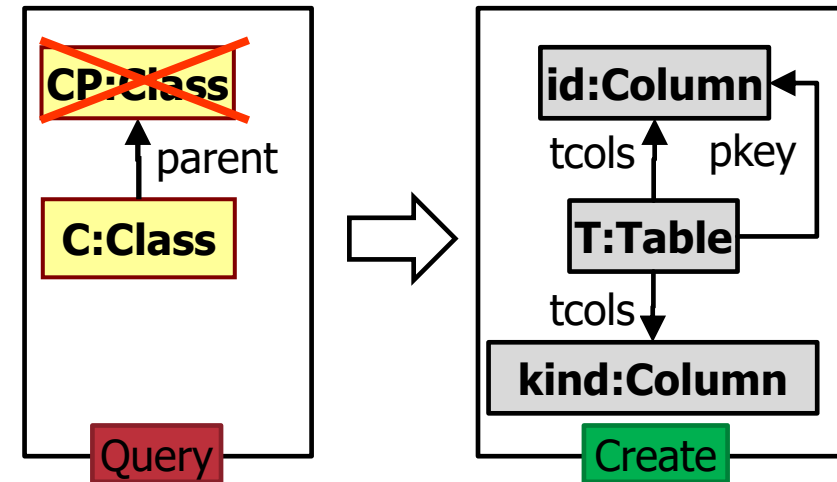 CP:Class
parent
C:Class
Query
id:Column
tcols
pkey
T:Table
tcols
kind:Column
Create